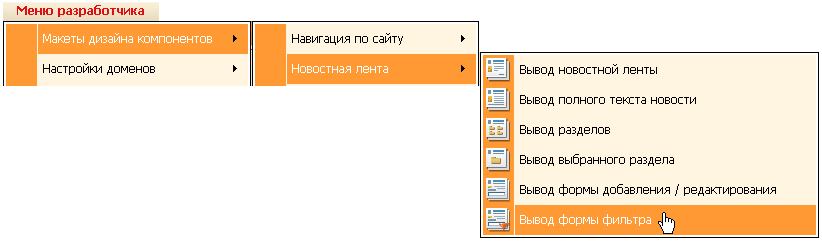 Меню разработчика
Макеты дизайна компонентов
Настройки доменов
Навигация по сайту
Новостная лента
Вывод новостной ленты
Вывод полного текста новости
Вывод разделов
Вывод выбранного раздела
Вывод формы добавления / редактирования
Вывод формы фильтра